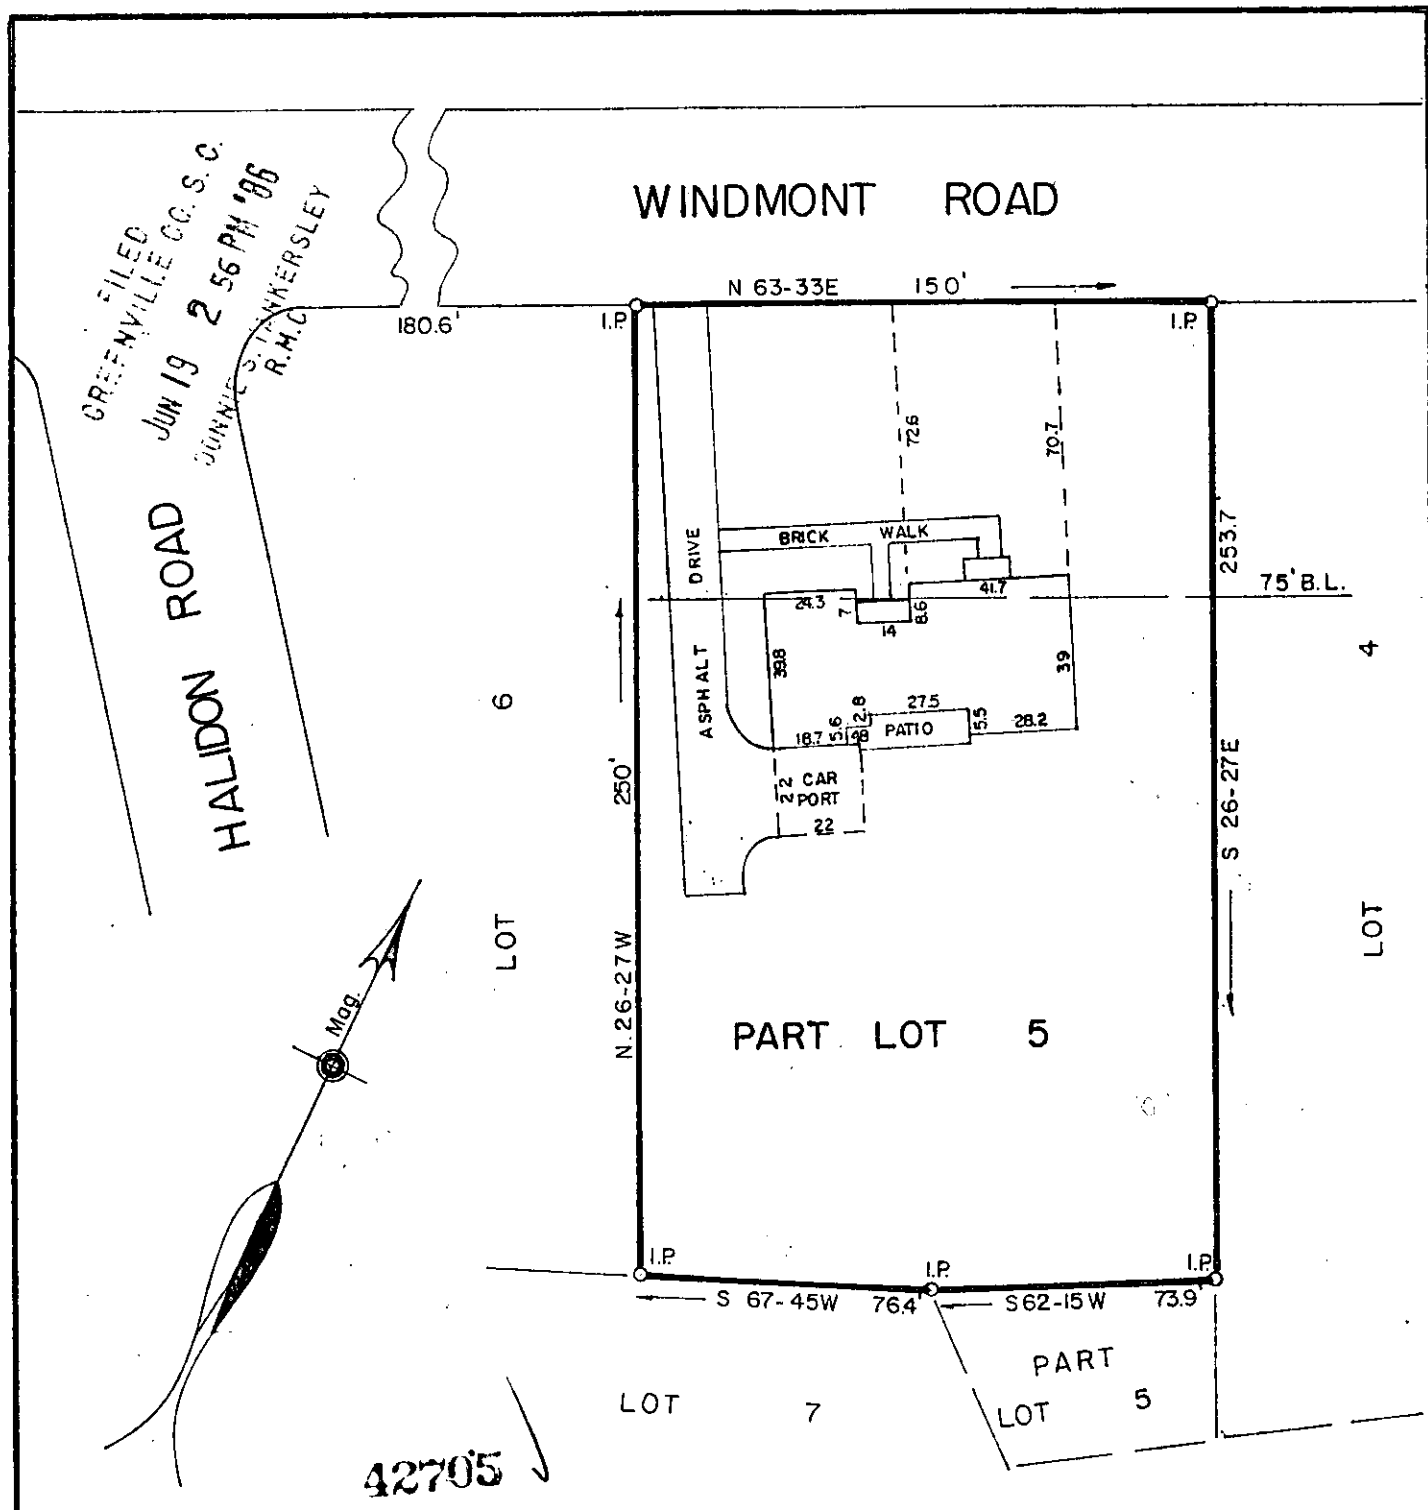 FILED
GREENVILLE CO. S. C.
JUN 19 2 56 PM '86
DONNIE S. TANKERSLEY
R.M.C.
WINDMONT ROAD
N 63-33E 150'
180.6'
I.P.
I.P.
HALIDON ROAD
72.6
70.7
253.7'
BRICK WALK
ASPHALT DRIVE
24.3
7
14
8.6
41.7
75' B.L.
39.8
39
6
4
2.8
27.5
5.6
48
PATIO
5.5
28.2
18.7
22
CAR
PORT
22
250'
S 26-27E
LOT
LOT
N. 26-27W
Mag.
PART LOT 5
I.P.
I.P.
I.P.
S 67-45W 76.4'
S62-15W 73.9'
PART
LOT 5
LOT 7
42705